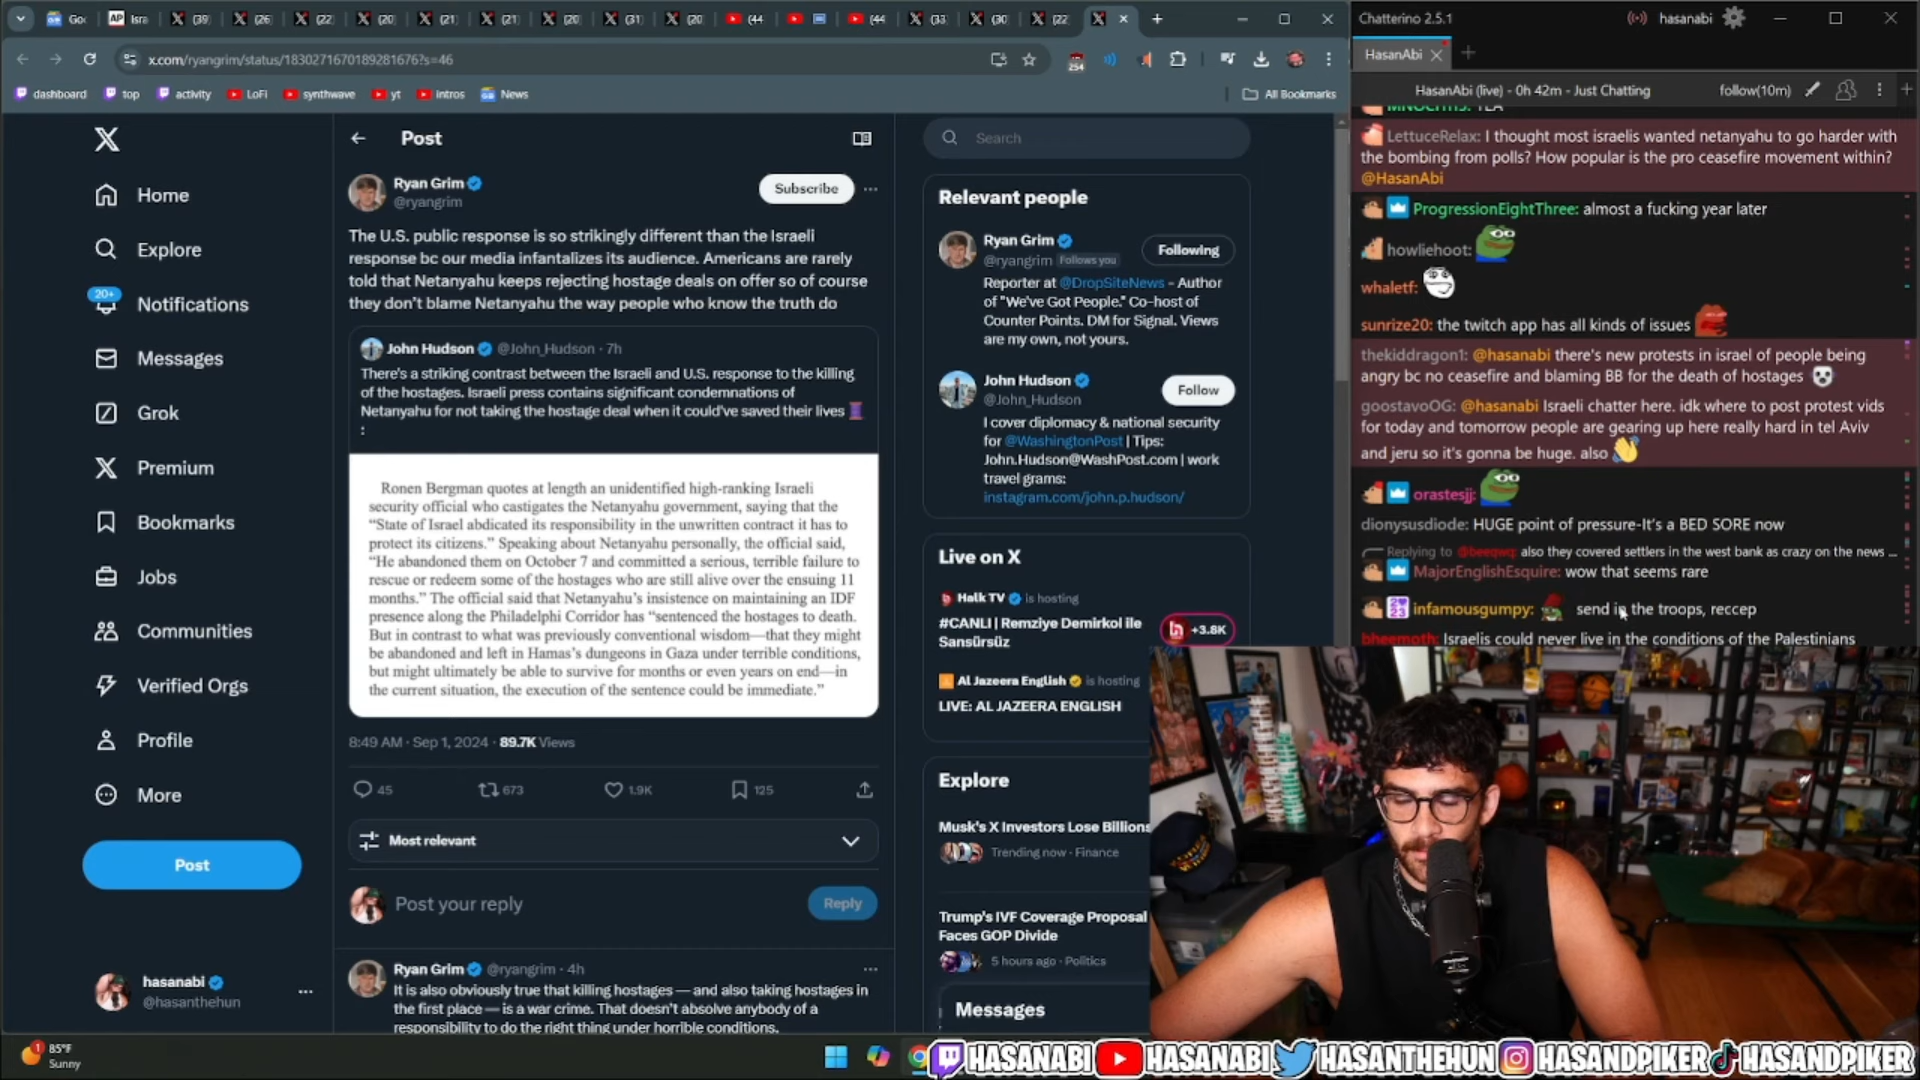 Goo
Isra
(39
(26
(22
(20
(21
(21
(20
(31
(20
(44
(44
(33
(30
(22
x.com/ryangrim/status/1830271670189281676?s=46
254
dashboard
top
activity
LoFi
synthwave
yt
intros
News
All Bookmarks
Home
Explore
20+
Notifications
Messages
Grok
Bookmarks
Jobs
Premium
Communities
Verified Orgs
Profile
More
Post
hasanabi
@hasanthehun
Post
Ryan Grim
@ryangrim
Subscribe
The U.S. public response is so strikingly different than the Israeli
response bc our media infantalizes its audience. Americans are rarely
told that Netanyahu keeps rejecting hostage deals on offer so of course
they don't blame Netanyahu the way people who know the truth do
John Hudson @John_Hudson · 7h
There's a striking contrast between the Israeli and U.S. response to the killing
of the hostages. Israeli press contains significant condemnations of
Netanyahu for not taking the hostage deal when it could've saved their lives
:
Ronen Bergman quotes at length an unidentified high-ranking Israeli
security official who castigates the Netanyahu government, saying that the
“State of Israel abdicated its responsibility in the unwritten contract it has to
protect its citizens.” Speaking about Netanyahu personally, the official said,
“He abandoned them on October 7 and committed a serious, terrible failure to
rescue or redeem some of the hostages who are still alive over the ensuing 11
months.” The official said that Netanyahu's insistence on maintaining an IDF
presence along the Philadelphi Corridor has “sentenced the hostages to death.
But in contrast to what was previously conventional wisdom—that they might
be abandoned and left in Hamas's dungeons in Gaza under terrible conditions,
but might ultimately be able to survive for months or even years on end—in
the current situation, the execution of the sentence could be immediate.”
8:49 AM · Sep 1, 2024 · 89.7K Views
45
673
1.9K
125
Most relevant
Post your reply
Reply
Ryan Grim @ryangrim · 4h
It is also obviously true that killing hostages — and also taking hostages in
the first place — is a war crime. That doesn't absolve anybody of a
responsibility to do the right thing under horrible conditions.
Search
Relevant people
Ryan Grim
@ryangrim Follows you
Following
Reporter at @DropSiteNews - Author
of "We've Got People." Co-host of
Counter Points. DM for Signal. Views
are my own, not yours.
John Hudson
@John_Hudson
Follow
I cover diplomacy & national security
for @WashingtonPost | Tips:
John.Hudson@WashPost.com | work
travel grams:
instagram.com/john.p.hudson/
Live on X
Halk TV is hosting
#CANLI | Remziye Demirkol ile
Sansürsüz
+3.8K
Al Jazeera English is hosting
LIVE: AL JAZEERA ENGLISH
Explore
Musk's X Investors Lose Billions
Trending now · Finance
Trump's IVF Coverage Proposal
Faces GOP Divide
5 hours ago · Politics
Messages
Chatterino 2.5.1
hasanabi
HasanAbi
HasanAbi (live) - 0h 42m - Just Chatting
follow(10m)
LettuceRelax: I thought most israelis wanted netanyahu to go harder with
the bombing from polls? How popular is the pro ceasefire movement within?
@HasanAbi
ProgressionEightThree: almost a fucking year later
howliehoot:
whaletf:
sunrize20: the twitch app has all kinds of issues
thekiddragon1: @hasanabi there's new protests in israel of people being
angry bc no ceasefire and blaming BB for the death of hostages
goostavoOG: @hasanabi Israeli chatter here. idk where to post protest vids
for today and tomorrow people are gearing up here really hard in tel Aviv
and jeru so it's gonna be huge. also
orastesjj:
dionysusdiode: HUGE point of pressure-It's a BED SORE now
Replying to @beeqwq: also they covered settlers in the west bank as crazy on the news ...
MajorEnglishEsquire: wow that seems rare
infamousgumpy: send in the troops, reccep
bheemoth: Israelis could never live in the conditions of the Palestinians
1
85°F
Sunny
HASANABI
HASANABI
HASANTHEHUN
HASANDPIKER
HASANDPIKER